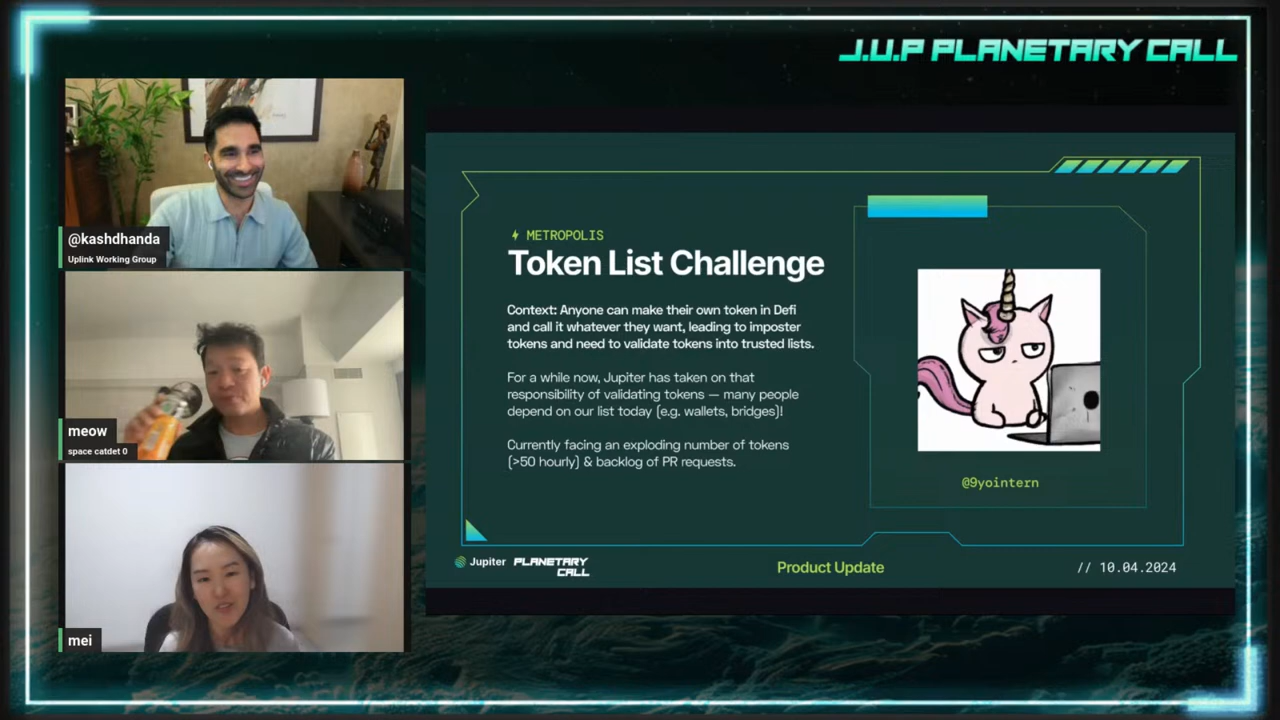 J.U.P PLANETARY CALL
@kashdhanda
Uplink Working Group
meow
space catdet 0
mei
METROPOLIS
Token List Challenge
Context: Anyone can make their own token in Defi
and call it whatever they want, leading to imposter
tokens and need to validate tokens into trusted lists.
For a while now, Jupiter has taken on that
responsibility of validating tokens — many people
depend on our list today (e.g. wallets, bridges)!
Currently facing an exploding number of tokens
(>50 hourly) & backlog of PR requests.
@9yointern
Jupiter PLANETARY
CALL
Product Update
// 10.04.2024